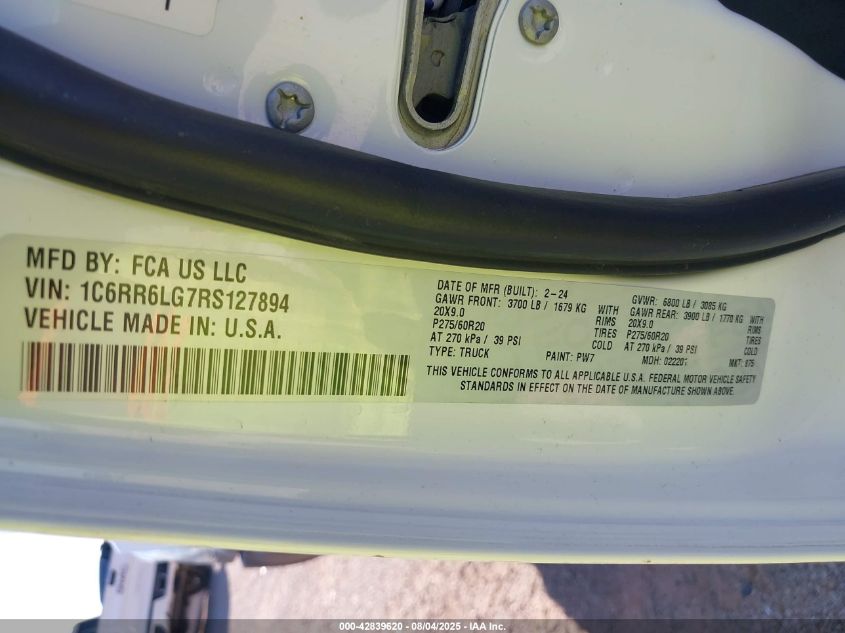 MFD BY: FCA US LLC
VIN: 1C6RR6LG7RS127894
VEHICLE MADE IN: U.S.A.
DATE OF MFR (BUILT): 2-24
GAWR FRONT: 3700 LB / 1679 KG WITH
20X9.0 RIMS
P275/60R20 TIRES
AT 270 kPa / 39 PSI COLD
TYPE: TRUCK PAINT: PW7
GVWR: 6800 LB / 3085 KG
GAWR REAR: 3900 LB / 1770 KG WITH
20X9.0 RIMS
P275/60R20 TIRES
AT 270 kPa / 39 PSI COLD
MDH: MKT:
THIS VEHICLE CONFORMS TO ALL APPLICABLE U.S.A. FEDERAL MOTOR VEHICLE SAFETY
STANDARDS IN EFFECT ON THE DATE OF MANUFACTURE SHOWN ABOVE.
000-42839620 - 08/04/2025 - IAA Inc.